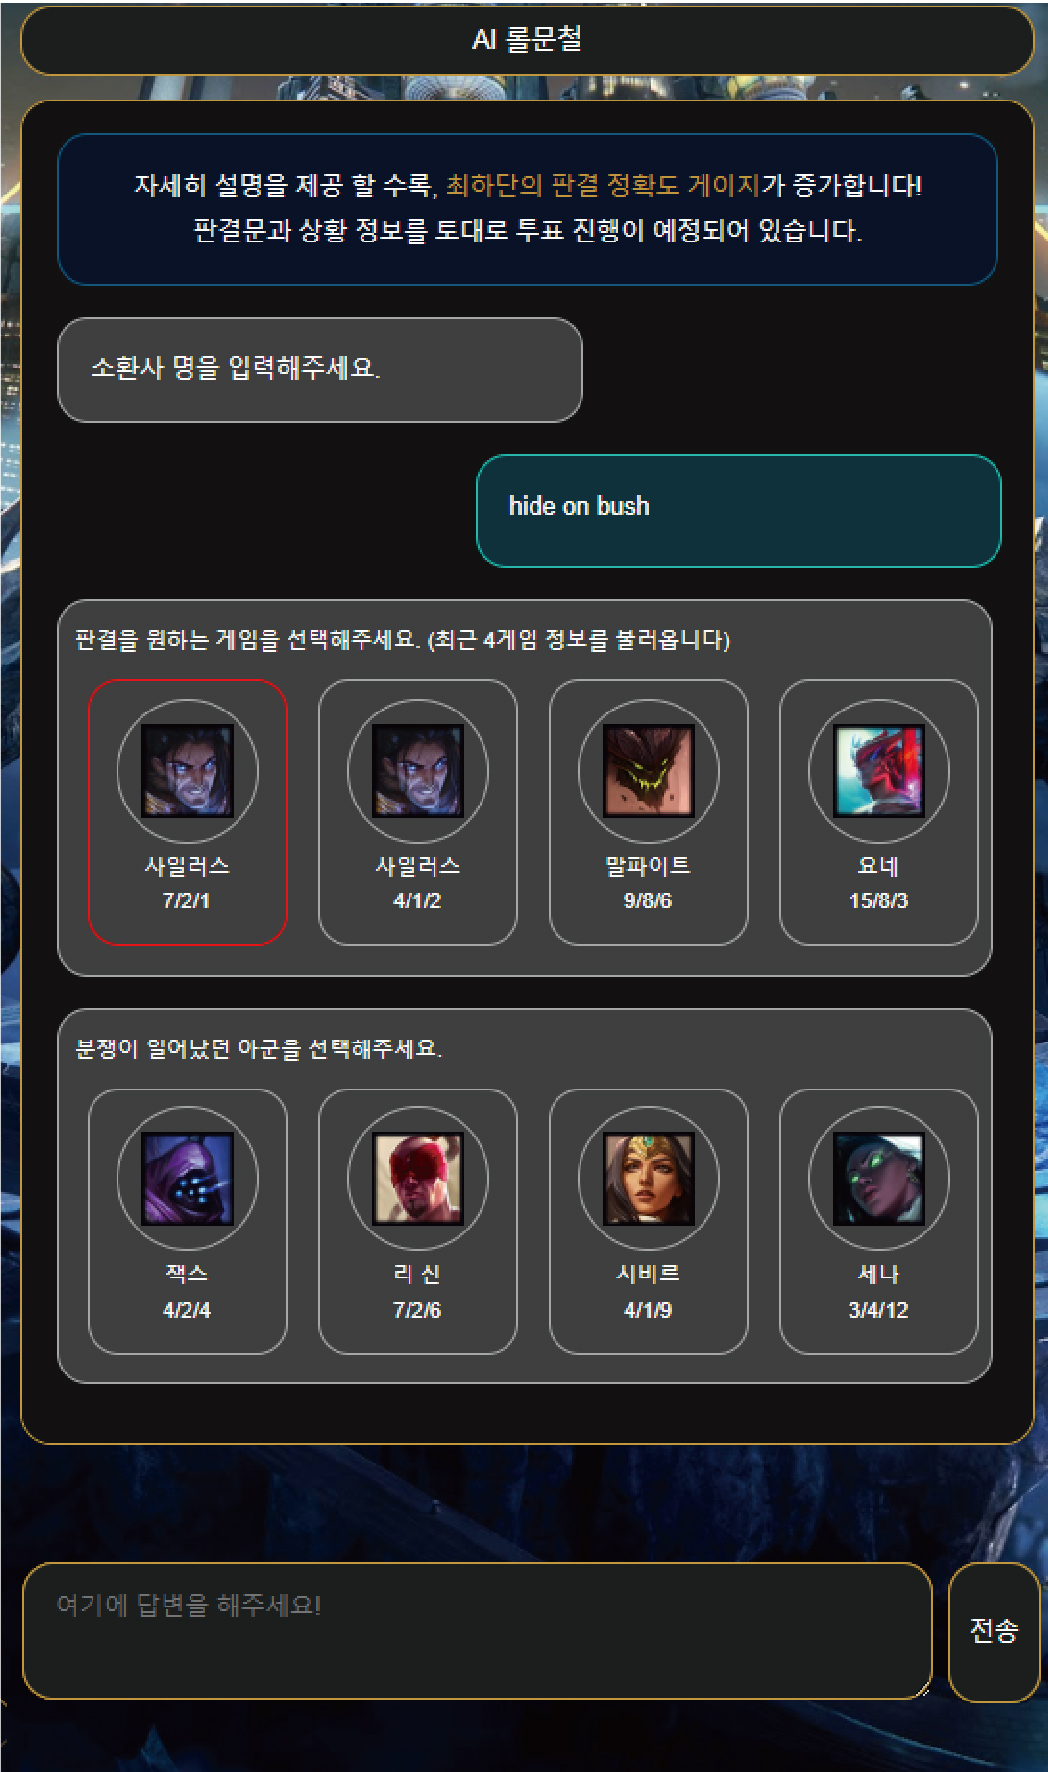 AI 롤문철
자세히 설명을 제공 할 수록, 최하단의 판결 정확도 게이지가 증가합니다!
판결문과 상황 정보를 토대로 투표 진행이 예정되어 있습니다.
소환사 명을 입력해주세요.
hide on bush
판결을 원하는 게임을 선택해주세요. (최근 4게임 정보를 불러옵니다)
사일러스 사일러스 말파이트 요네
7/2/1 4/1/2 9/8/6 15/8/3
분쟁이 일어났던 아군을 선택해주세요.
잭스 리 신 시비르 세나
4/2/4 7/2/6 4/1/9 3/4/12
여기에 답변을 해주세요!
전송